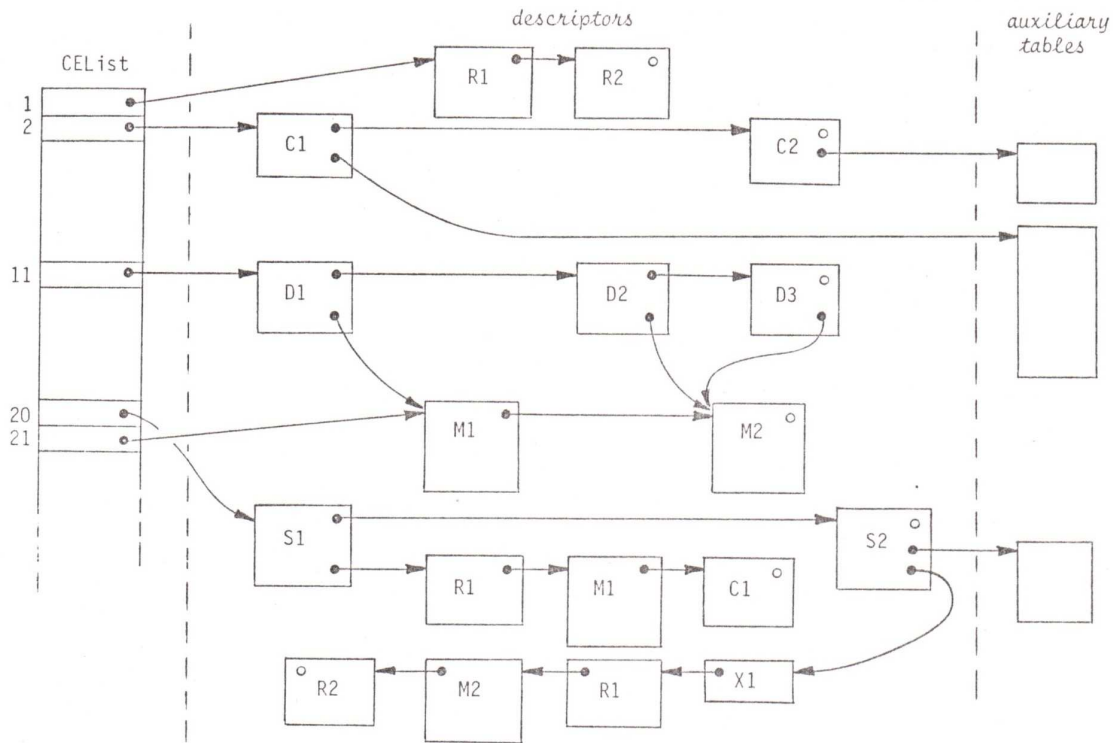 descriptors
auxiliary
tables
CEList
R1
R2
1
2
C1
C2
11
D1
D2
D3
20
21
M1
M2
S1
S2
R1
M1
C1
R2
M2
R1
X1